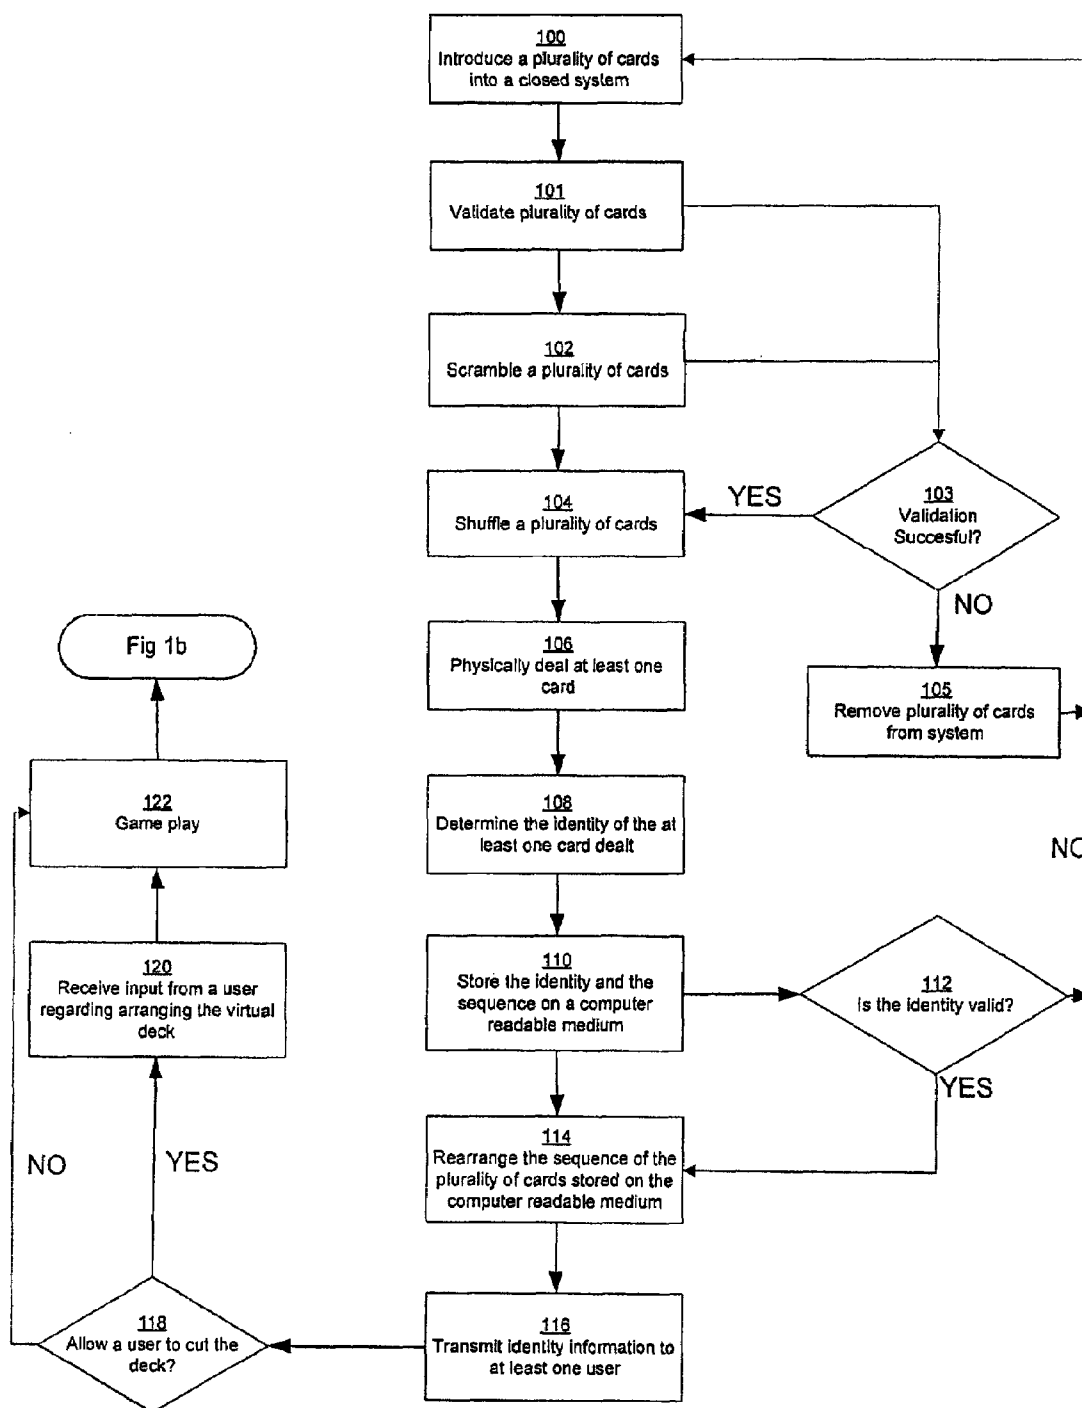 100
Introduce a plurality of cards
into a closed system
101
Validate plurality of cards
102
Scramble a plurality of cards
103
Validation
Succesful?
YES
104
Shuffle a plurality of cards
NO
Fig 1b
106
Physically deal at least one
card
105
Remove plurality of cards
from system
122
Game play
108
Determine the identity of the at
least one card dealt
NO
120
Receive input from a user
regarding arranging the virtual
deck
110
Store the identity and the
sequence on a computer
readable medium
112
Is the identity valid?
YES
NO
YES
114
Rearrange the sequence of the
plurality of cards stored on the
computer readable medium
118
Allow a user to cut the
deck?
116
Transmit identity information to
at least one user